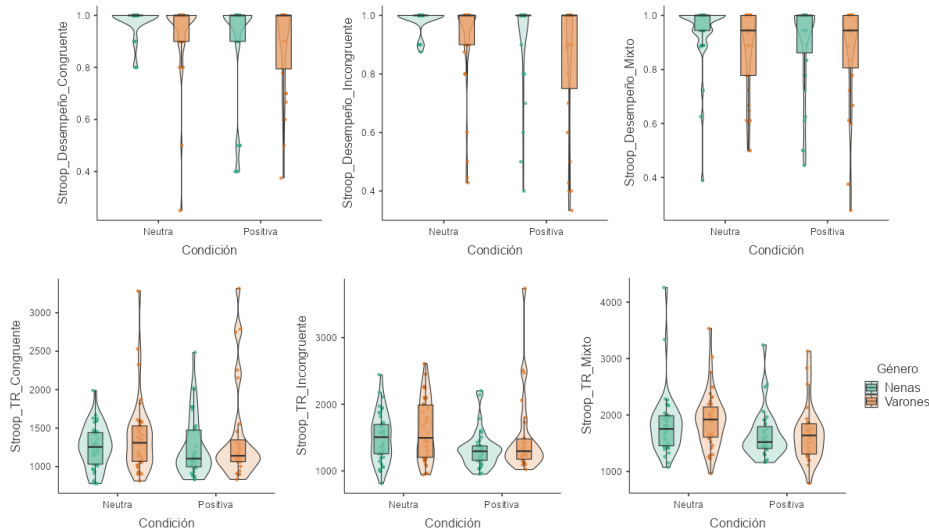 Stroop_Desempeño_Congruente
1.0
0.8
0.6
0.4
Neutra Positiva
Condición
Stroop_Desempeño_Incongruente
1.0
0.8
0.6
0.4
Neutra Positiva
Condición
Stroop_Desempeño_Mixto
1.0
0.8
0.6
0.4
Neutra Positiva
Condición
Stroop_TR_Congruente
3000
2500
2000
1500
1000
Neutra Positiva
Condición
Stroop_TR_Incongruente
3000
2000
1000
Neutra Positiva
Condición
Stroop_TR_Mixto
4000
3000
2000
1000
Neutra Positiva
Condición
Género
Nenas
Varones